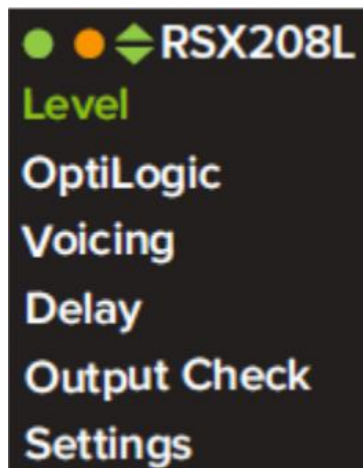 RSX208L
Level
OptiLogic
Voicing
Delay
Output Check
Settings